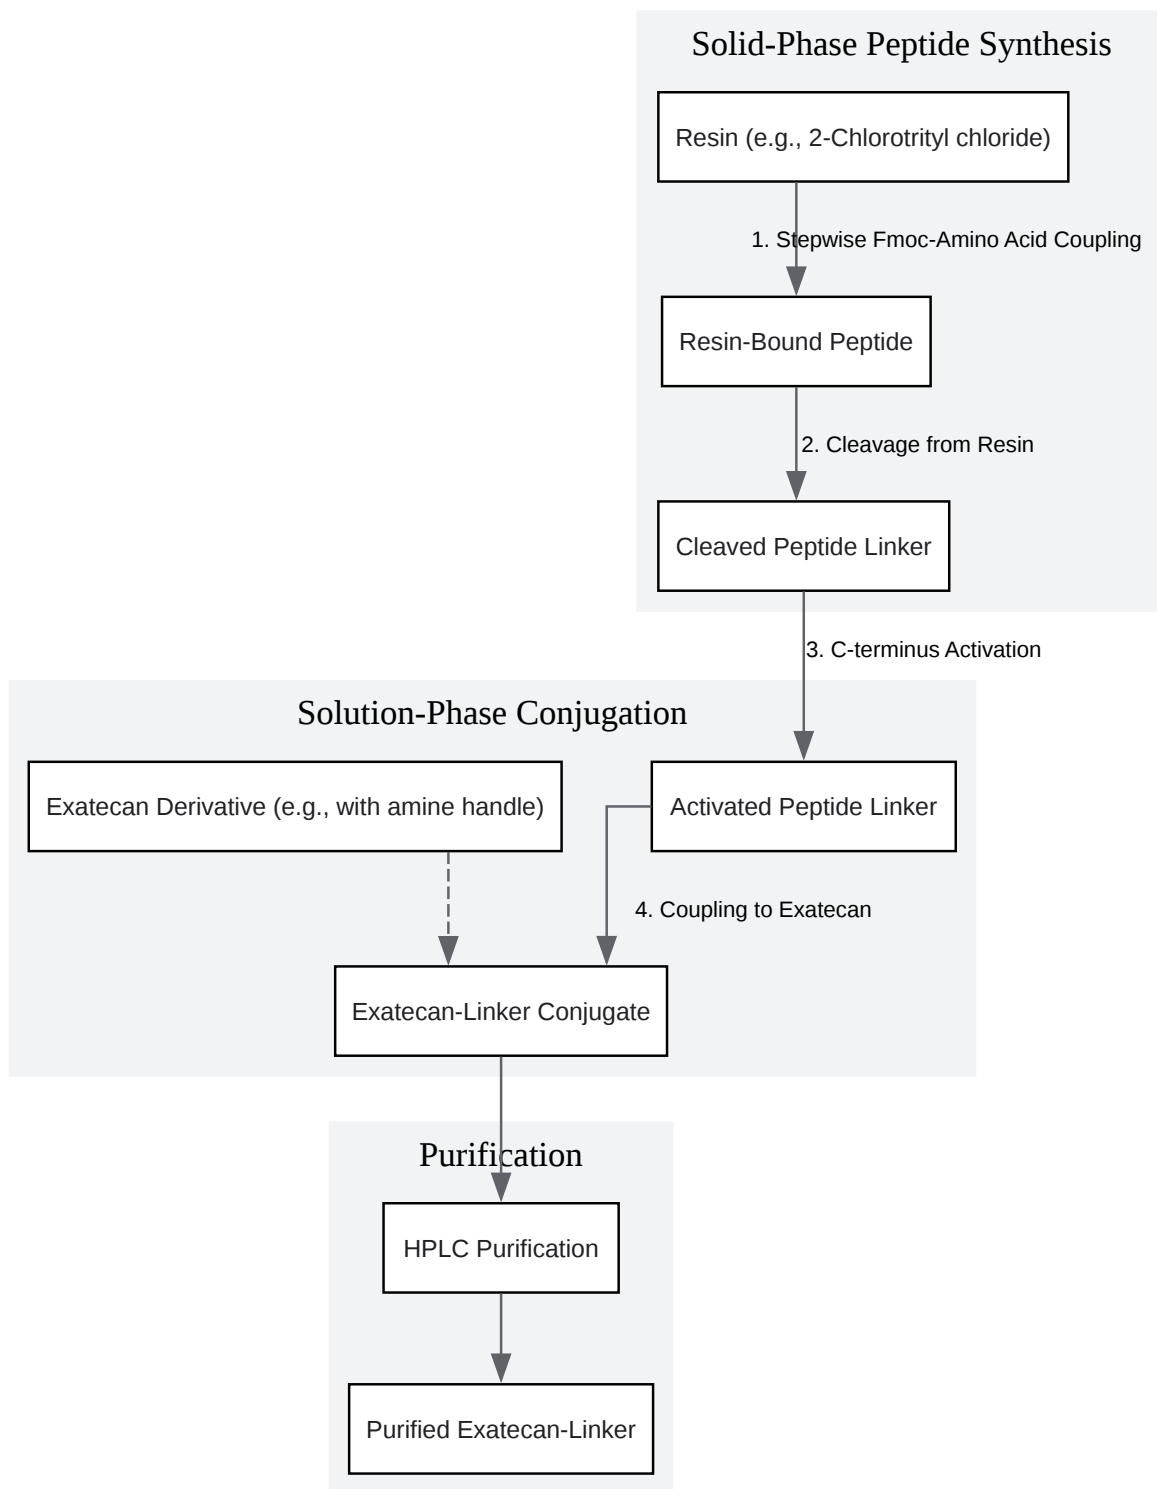 Solid-Phase Peptide Synthesis
Resin (e.g., 2-Chlorotrityl chloride)
1. Stepwise Fmoc-Amino Acid Coupling
Resin-Bound Peptide
2. Cleavage from Resin
Cleaved Peptide Linker
3. C-terminus Activation
Solution-Phase Conjugation
Exatecan Derivative (e.g., with amine handle)
Activated Peptide Linker
4. Coupling to Exatecan
Exatecan-Linker Conjugate
Purification
HPLC Purification
Purified Exatecan-Linker